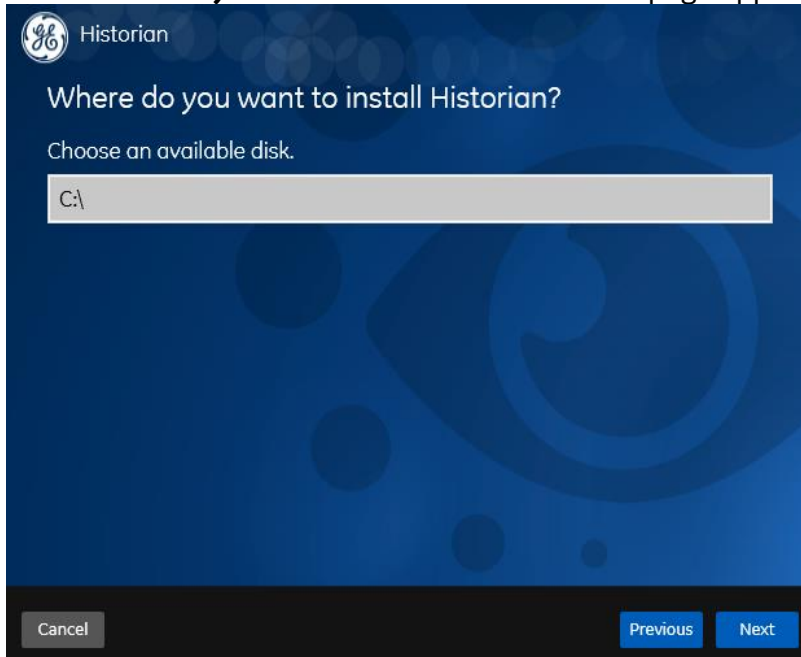 Historian
Where do you want to install Historian?
Choose an available disk.
C:\
Cancel
Previous
Next